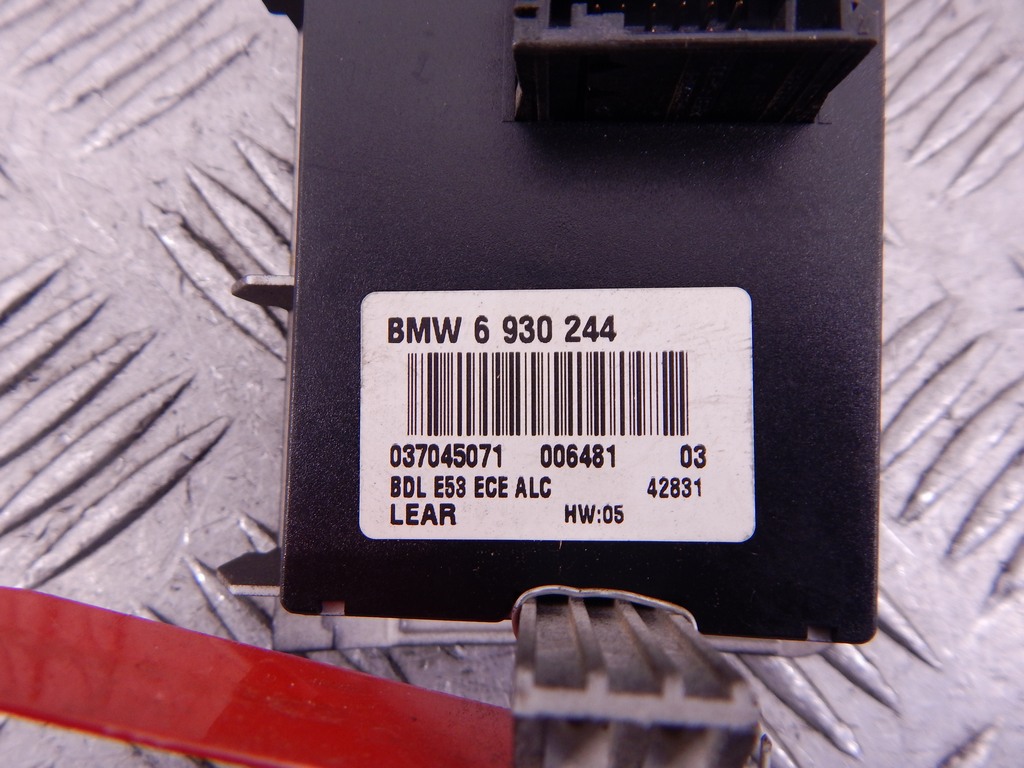 BMW 6 930 244
037045071 006481 03
BDL E53 ECE ALC 42831
LEAR HW:05